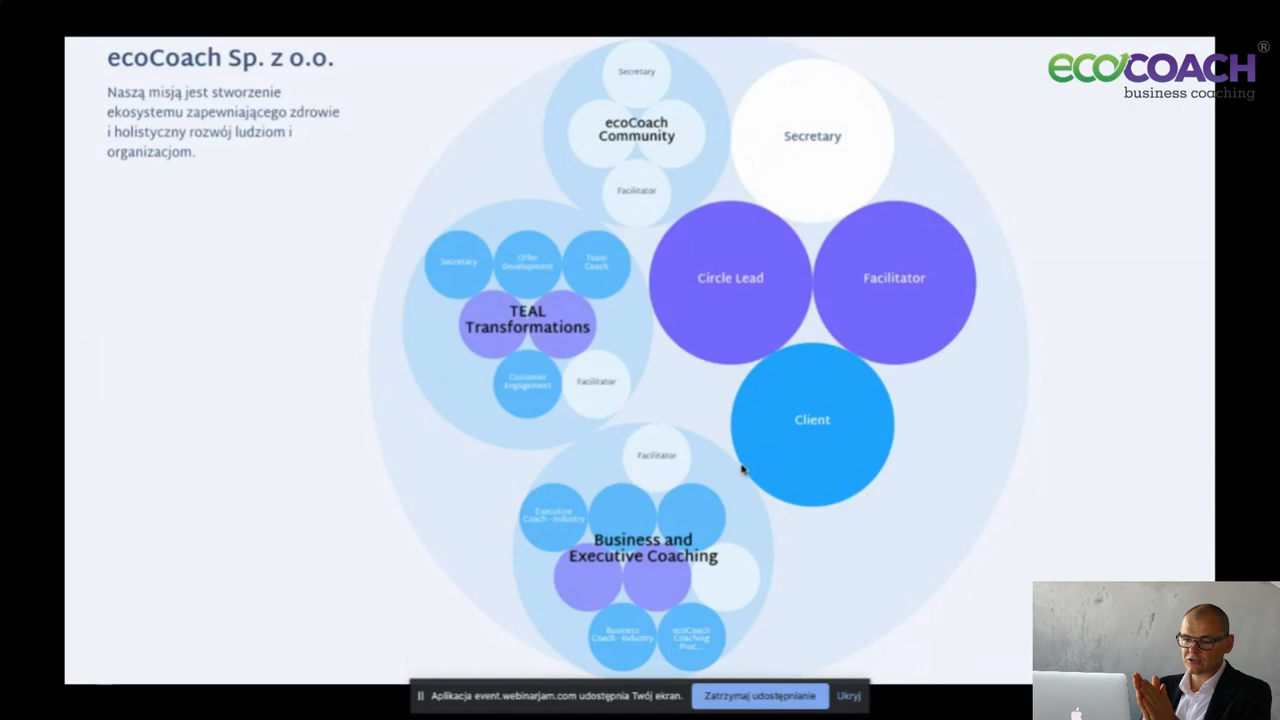 ecoCoach Sp. z o.o.
Naszą misją jest stworzenie
ekosystemu zapewniającego zdrowie
i holistyczny rozwój ludziom i
organizacjom.
ECOCOACH®
business coaching
Secretary
ecoCoach
Community
Facilitator
Secretary
Circle Lead
Facilitator
Client
Secretary
Offer
Development
Team
Coach
TEAL
Transformations
Customer
Engagement
Facilitator
Facilitator
Executive
Coach - Industry
Business and
Executive Coaching
Business
Coach - Industry
ecoCoach
Coaching
Proc...
Aplikacja event.webinarjam.com udostępnia Twój ekran.
Zatrzymaj udostępnianie
Ukryj